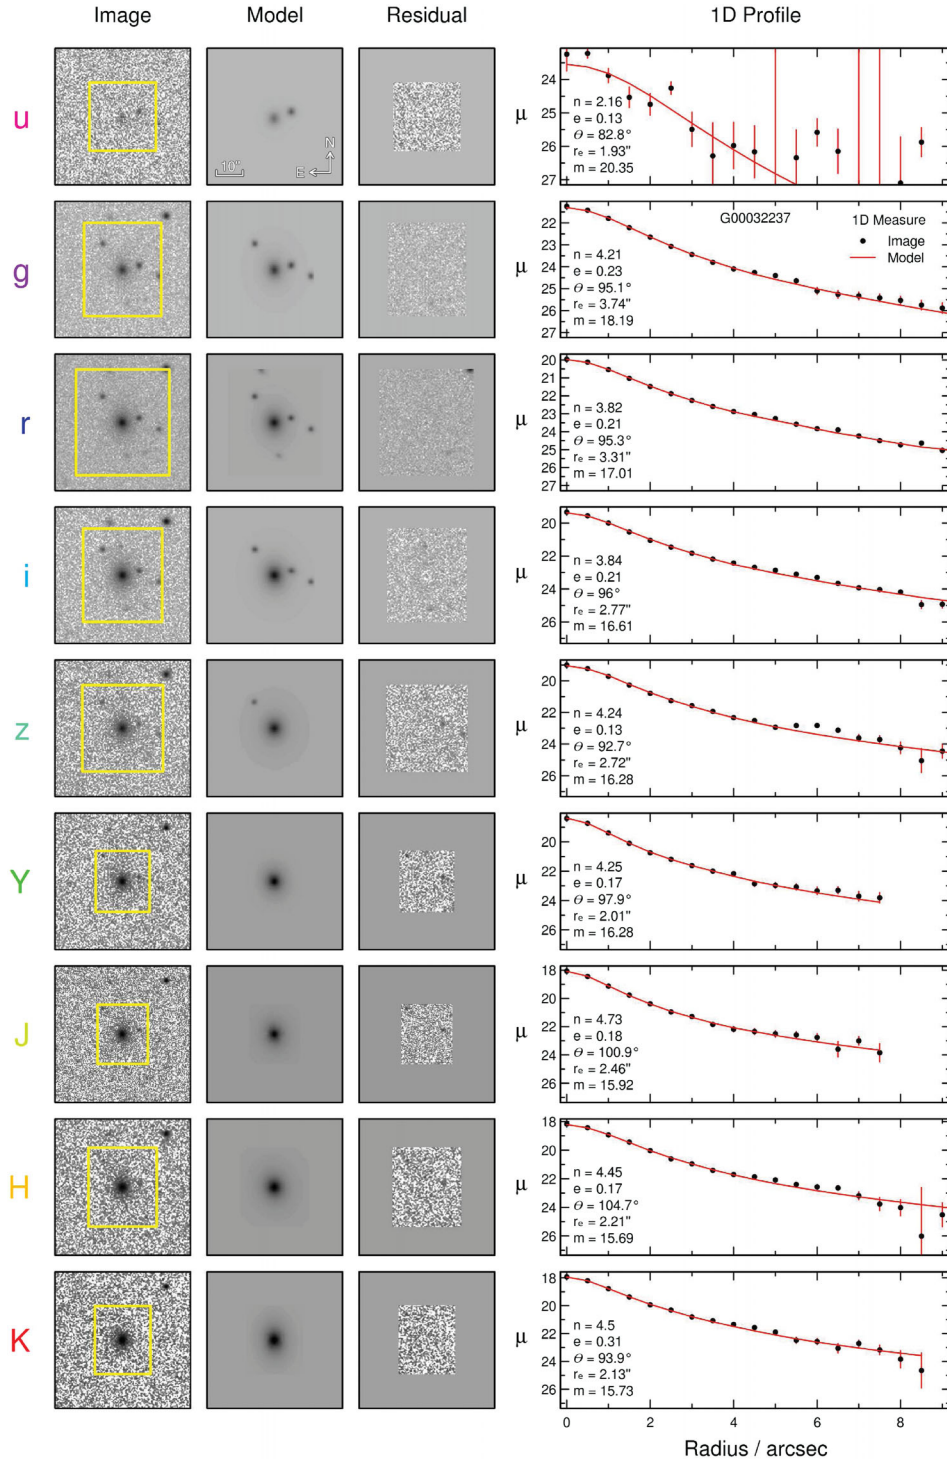 Image Model Residual 1D Profile
u
10"
N
E
μ
23
24
25
26
27
n = 2.16
e = 0.13
Θ = 82.8°
re = 1.93"
m = 20.35
g
μ
22
23
24
25
26
27
G00032237
1D Measure
Image
Model
n = 4.21
e = 0.23
Θ = 95.1°
re = 3.74"
m = 18.19
r
μ
20
21
22
23
24
25
27
n = 3.82
e = 0.21
Θ = 95.3°
re = 3.31"
m = 17.01
i
μ
20
22
24
26
n = 3.84
e = 0.21
Θ = 96°
re = 2.77"
m = 16.61
z
μ
20
22
24
26
n = 4.24
e = 0.13
Θ = 92.7°
re = 2.72"
m = 16.28
Y
μ
20
22
24
26
n = 4.25
e = 0.17
Θ = 97.9°
re = 2.01"
m = 16.28
J
μ
18
20
22
24
26
n = 4.73
e = 0.18
Θ = 100.9°
re = 2.46"
m = 15.92
H
μ
18
20
22
24
26
n = 4.45
e = 0.17
Θ = 104.7°
re = 2.21"
m = 15.69
K
μ
18
20
22
24
26
n = 4.5
e = 0.31
Θ = 93.9°
re = 2.13"
m = 15.73
0 2 4 6 8
Radius / arcsec